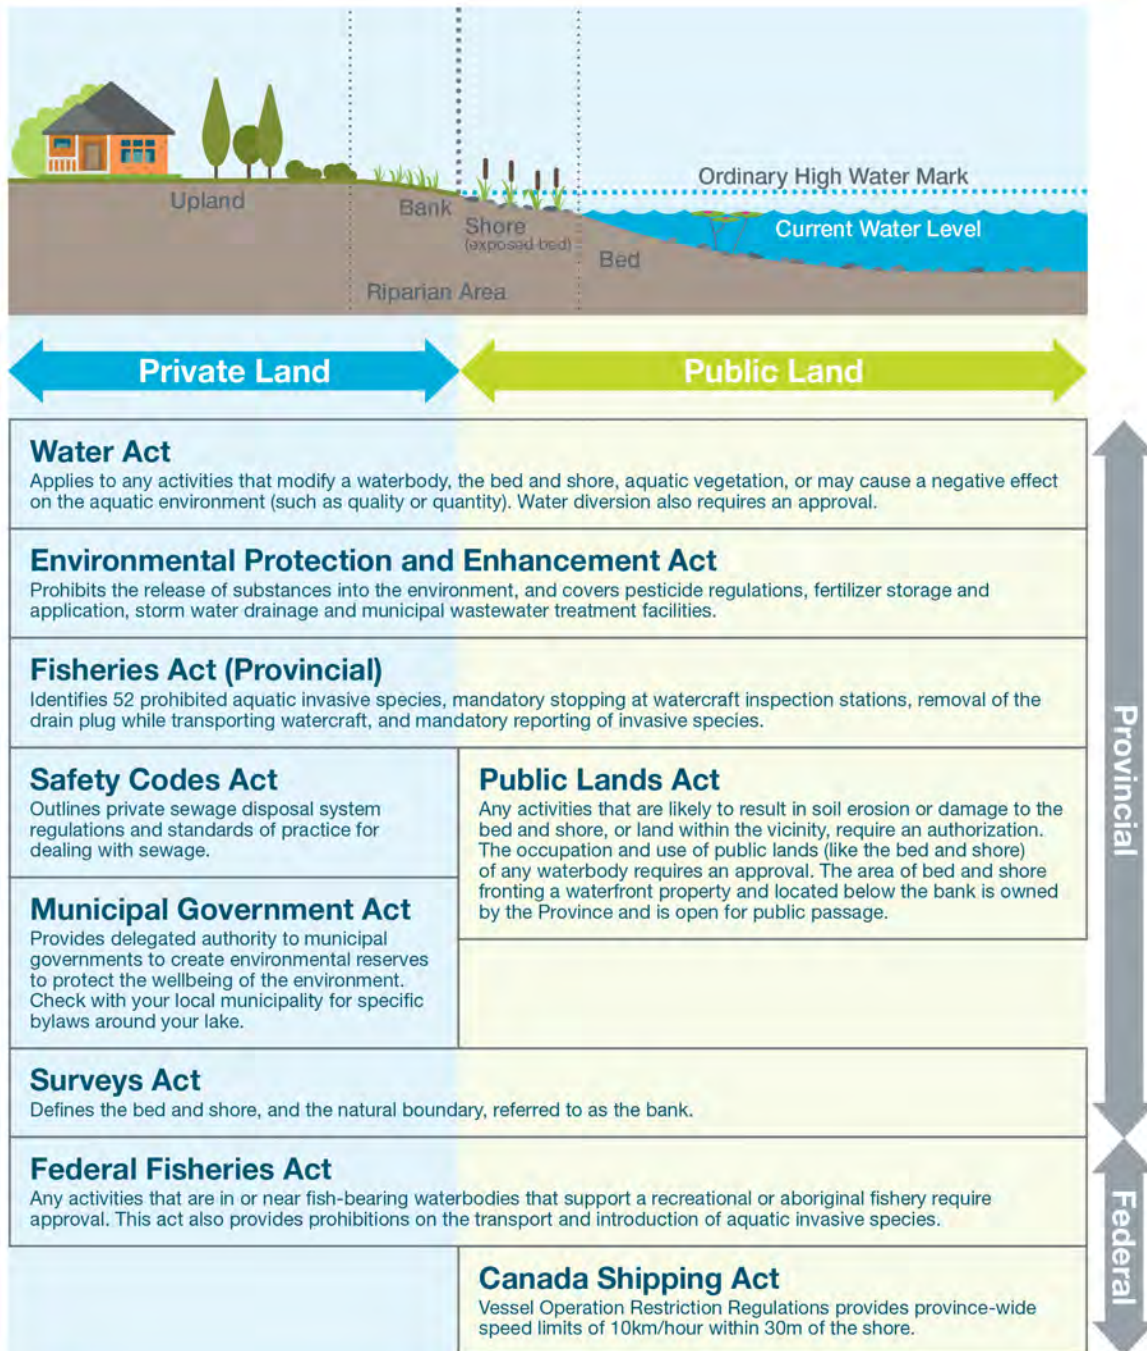 Ordinary High Water Mark
Upland
Bank
Shore
(exposed bed)
Current Water Level
Bed
Riparian Area
Private Land
Public Land
Water Act
Applies to any activities that modify a waterbody, the bed and shore, aquatic vegetation, or may cause a negative effect
on the aquatic environment (such as quality or quantity). Water diversion also requires an approval.
Environmental Protection and Enhancement Act
Prohibits the release of substances into the environment, and covers pesticide regulations, fertilizer storage and
application, storm water drainage and municipal wastewater treatment facilities.
Fisheries Act (Provincial)
Identifies 52 prohibited aquatic invasive species, mandatory stopping at watercraft inspection stations, removal of the
drain plug while transporting watercraft, and mandatory reporting of invasive species.
Safety Codes Act
Outlines private sewage disposal system
regulations and standards of practice for
dealing with sewage.
Public Lands Act
Any activities that are likely to result in soil erosion or damage to the
bed and shore, or land within the vicinity, require an authorization.
The occupation and use of public lands (like the bed and shore)
of any waterbody requires an approval. The area of bed and shore
fronting a waterfront property and located below the bank is owned
by the Province and is open for public passage.
Municipal Government Act
Provides delegated authority to municipal
governments to create environmental reserves
to protect the wellbeing of the environment.
Check with your local municipality for specific
bylaws around your lake.
Surveys Act
Defines the bed and shore, and the natural boundary, referred to as the bank.
Provincial
Federal Fisheries Act
Any activities that are in or near fish-bearing waterbodies that support a recreational or aboriginal fishery require
approval. This act also provides prohibitions on the transport and introduction of aquatic invasive species.
Canada Shipping Act
Vessel Operation Restriction Regulations provides province-wide
speed limits of 10km/hour within 30m of the shore.
Federal